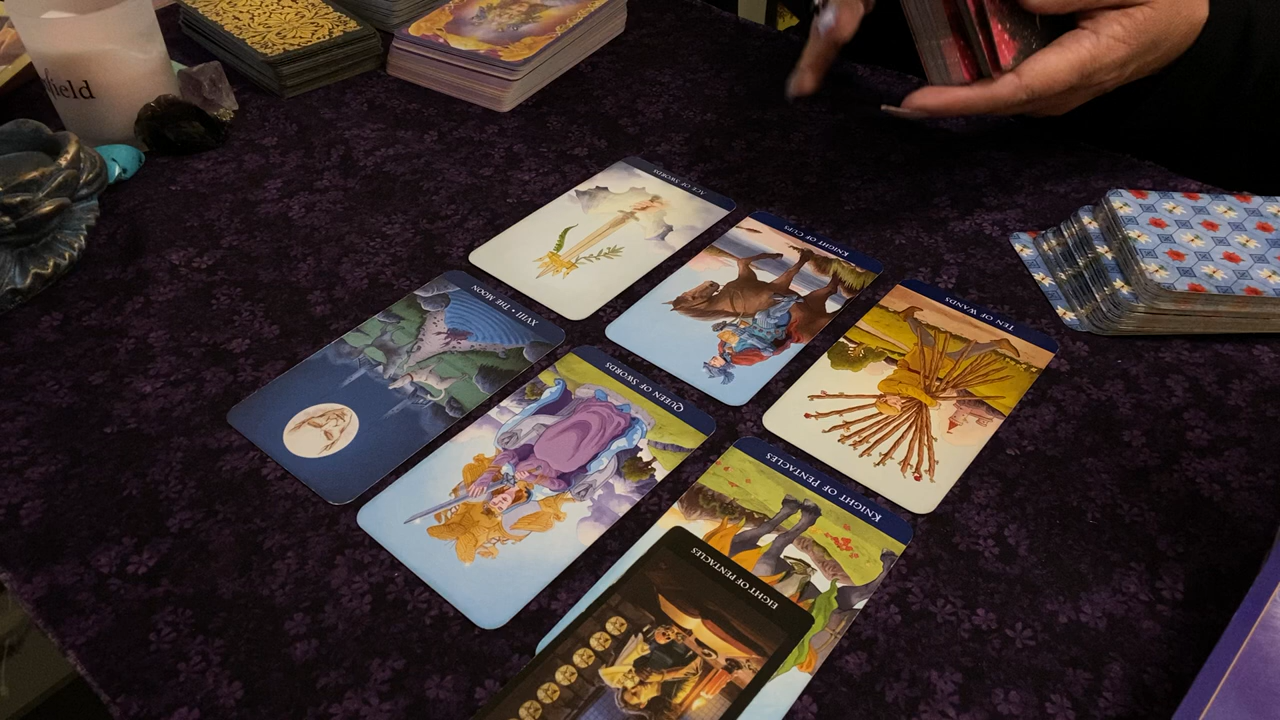 field
ACE OF SWORDS
KNIGHT OF CUPS
TEN OF WANDS
XVIII • THE MOON
QUEEN OF SWORDS
KNIGHT OF PENTACLES
EIGHT OF PENTACLES